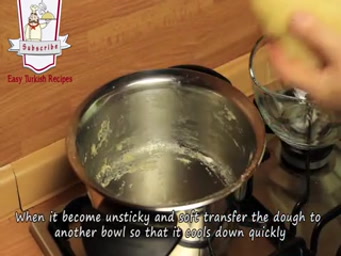 Subscribe
Easy Turkish Recipes
When it become unsticky and soft transfer the dough to
another bowl so that it cools down quickly